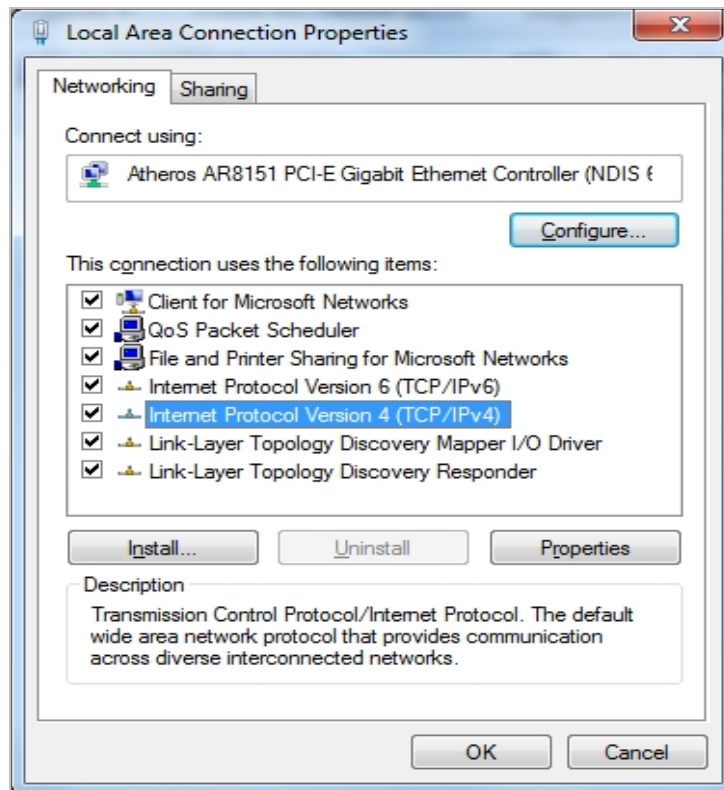 Local Area Connection Properties
Networking
Sharing
Connect using:
Atheros AR8151 PCI-E Gigabit Ethernet Controller (NDIS
Configure...
This connection uses the following items:
Client for Microsoft Networks
QoS Packet Scheduler
File and Printer Sharing for Microsoft Networks
Internet Protocol Version 6 (TCP/IPv6)
Internet Protocol Version 4 (TCP/IPv4)
Link-Layer Topology Discovery Mapper I/O Driver
Link-Layer Topology Discovery Responder
Install...
Uninstall
Properties
Description
Transmission Control Protocol/Internet Protocol. The default
wide area network protocol that provides communication
across diverse interconnected networks.
OK
Cancel